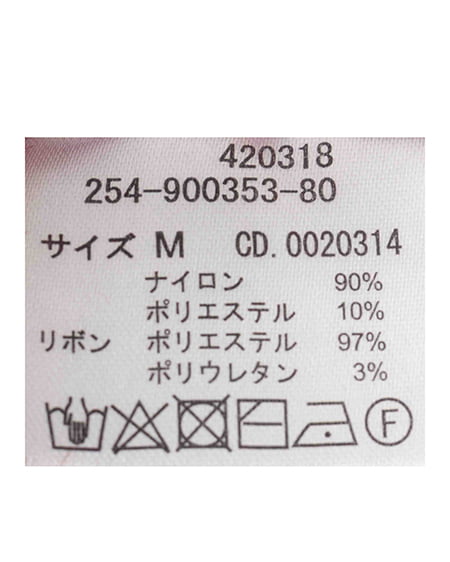 420318
254-900353-80
サイズ M CD. 0020314
ナイロン 90%
ポリエステル 10%
リボン ポリエステル 97%
ポリウレタン 3%
F